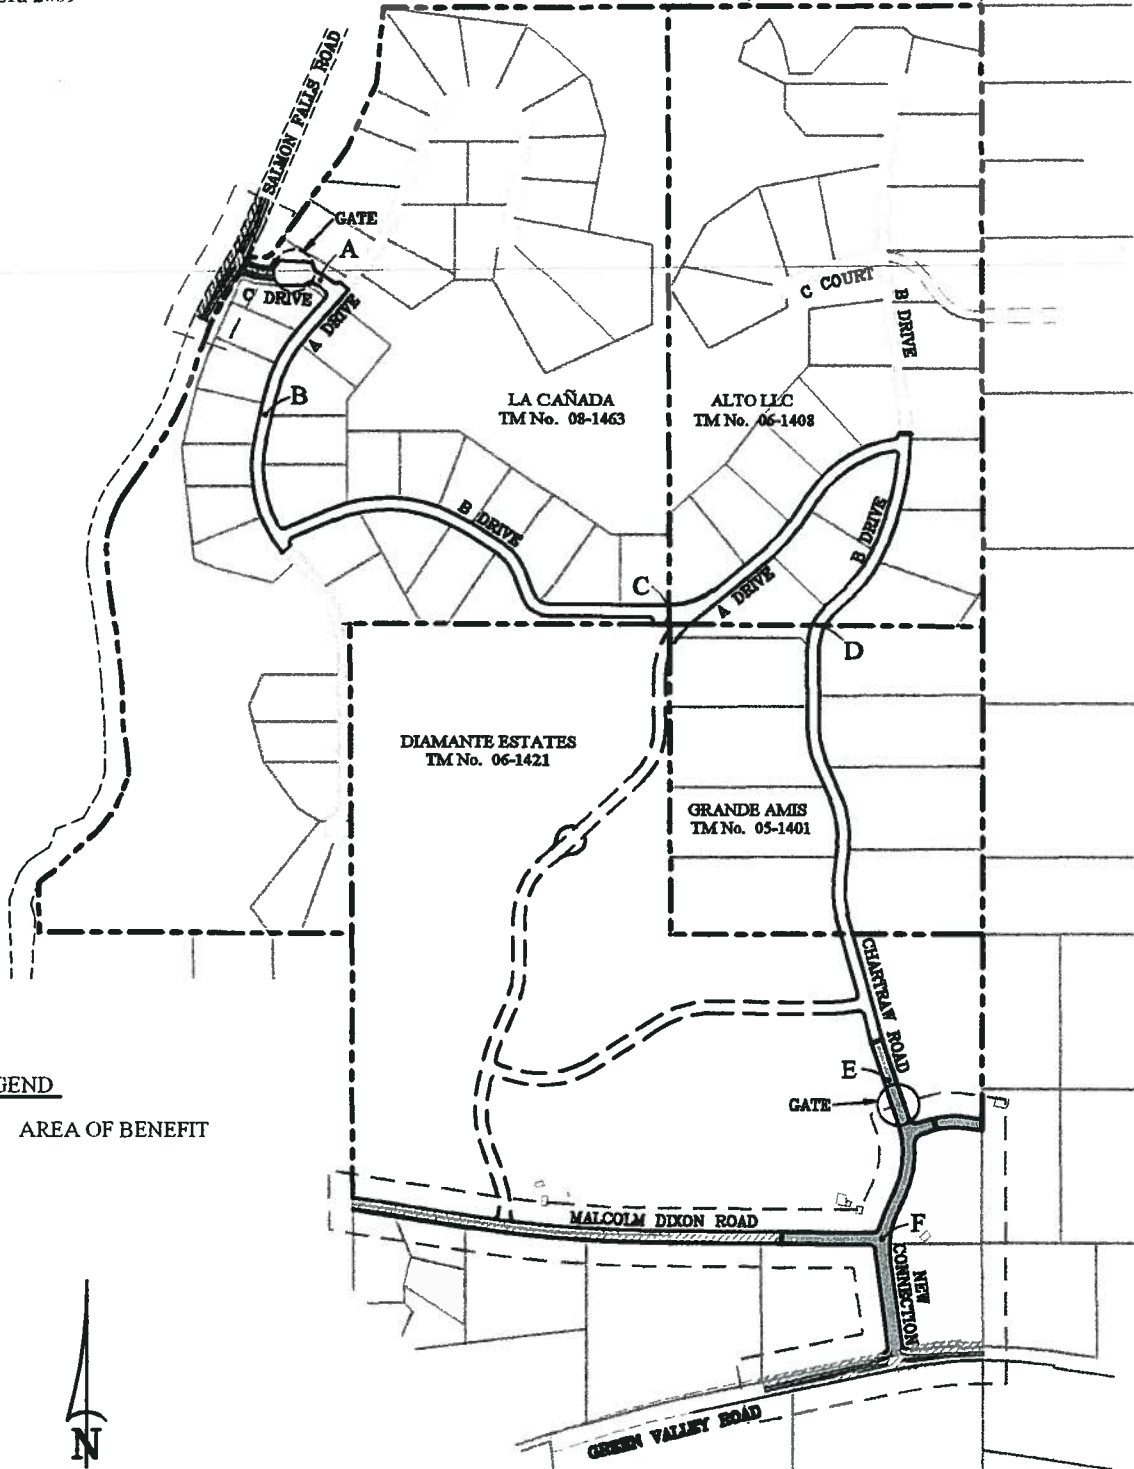 SALMON FALLS ROAD
GATE
A
C DRIVE
A DRIVE
C COURT
B DRIVE
B
LA CAÑADA
TM No. 08-1463
ALTO LLC
TM No. 06-1408
B DRIVE
B DRIVE
C
A DRIVE
D
DIAMANTE ESTATES
TM No. 06-1421
GRANDE AMIS
TM No. 05-1401
CHARTRAW ROAD
E
GATE
GEND
AREA OF BENEFIT
MALCOLM DIXON ROAD
F
NEW
CONNECTION
GREEN VALLEY ROAD
N